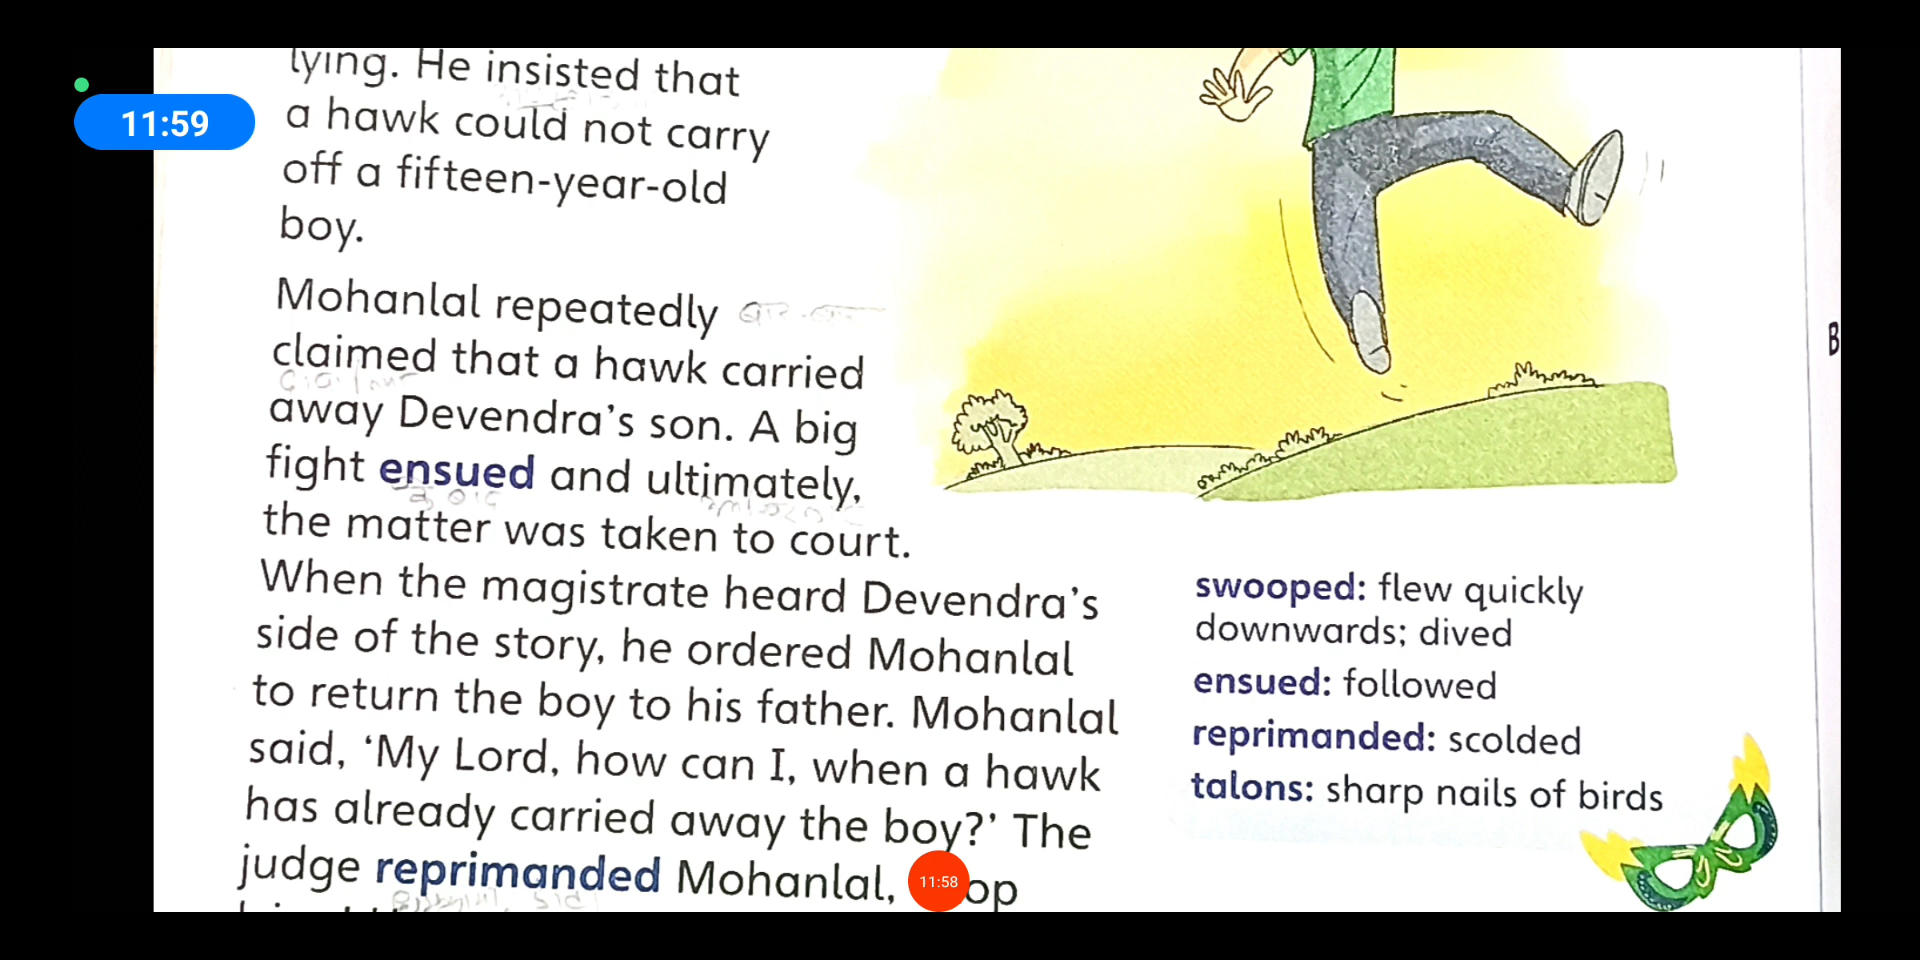 11:59
lying. He insisted that
a hawk could not carry
off a fifteen-year-old
boy.
Mohanlal repeatedly
claimed that a hawk carried
away Devendra's son. A big
fight ensued and ultimately,
the matter was taken to court.
When the magistrate heard Devendra's
side of the story, he ordered Mohanlal
to return the boy to his father. Mohanlal
said, 'My Lord, how can I, when a hawk
has already carried away the boy?' The
judge reprimanded Mohanlal,
11:58
swooped: flew quickly
downwards; dived
ensued: followed
reprimanded: scolded
talons: sharp nails of birds
B